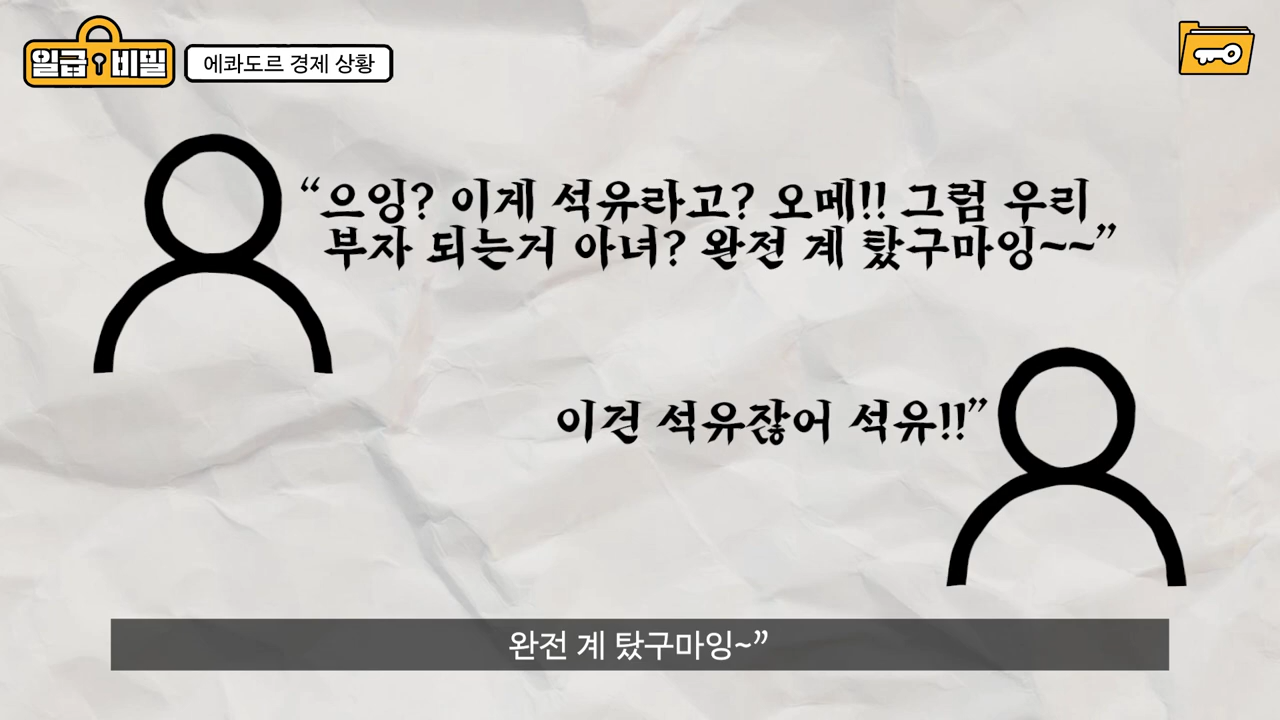 일급비밀
에콰도르 경제 상황
“으잉? 이게 석유라고? 오메!! 그럼 우리
부자 되는거 아녀? 완전 계 탔구마잉~~”
이건 석유잖어 석유!!”
완전 계 탔구마잉~”